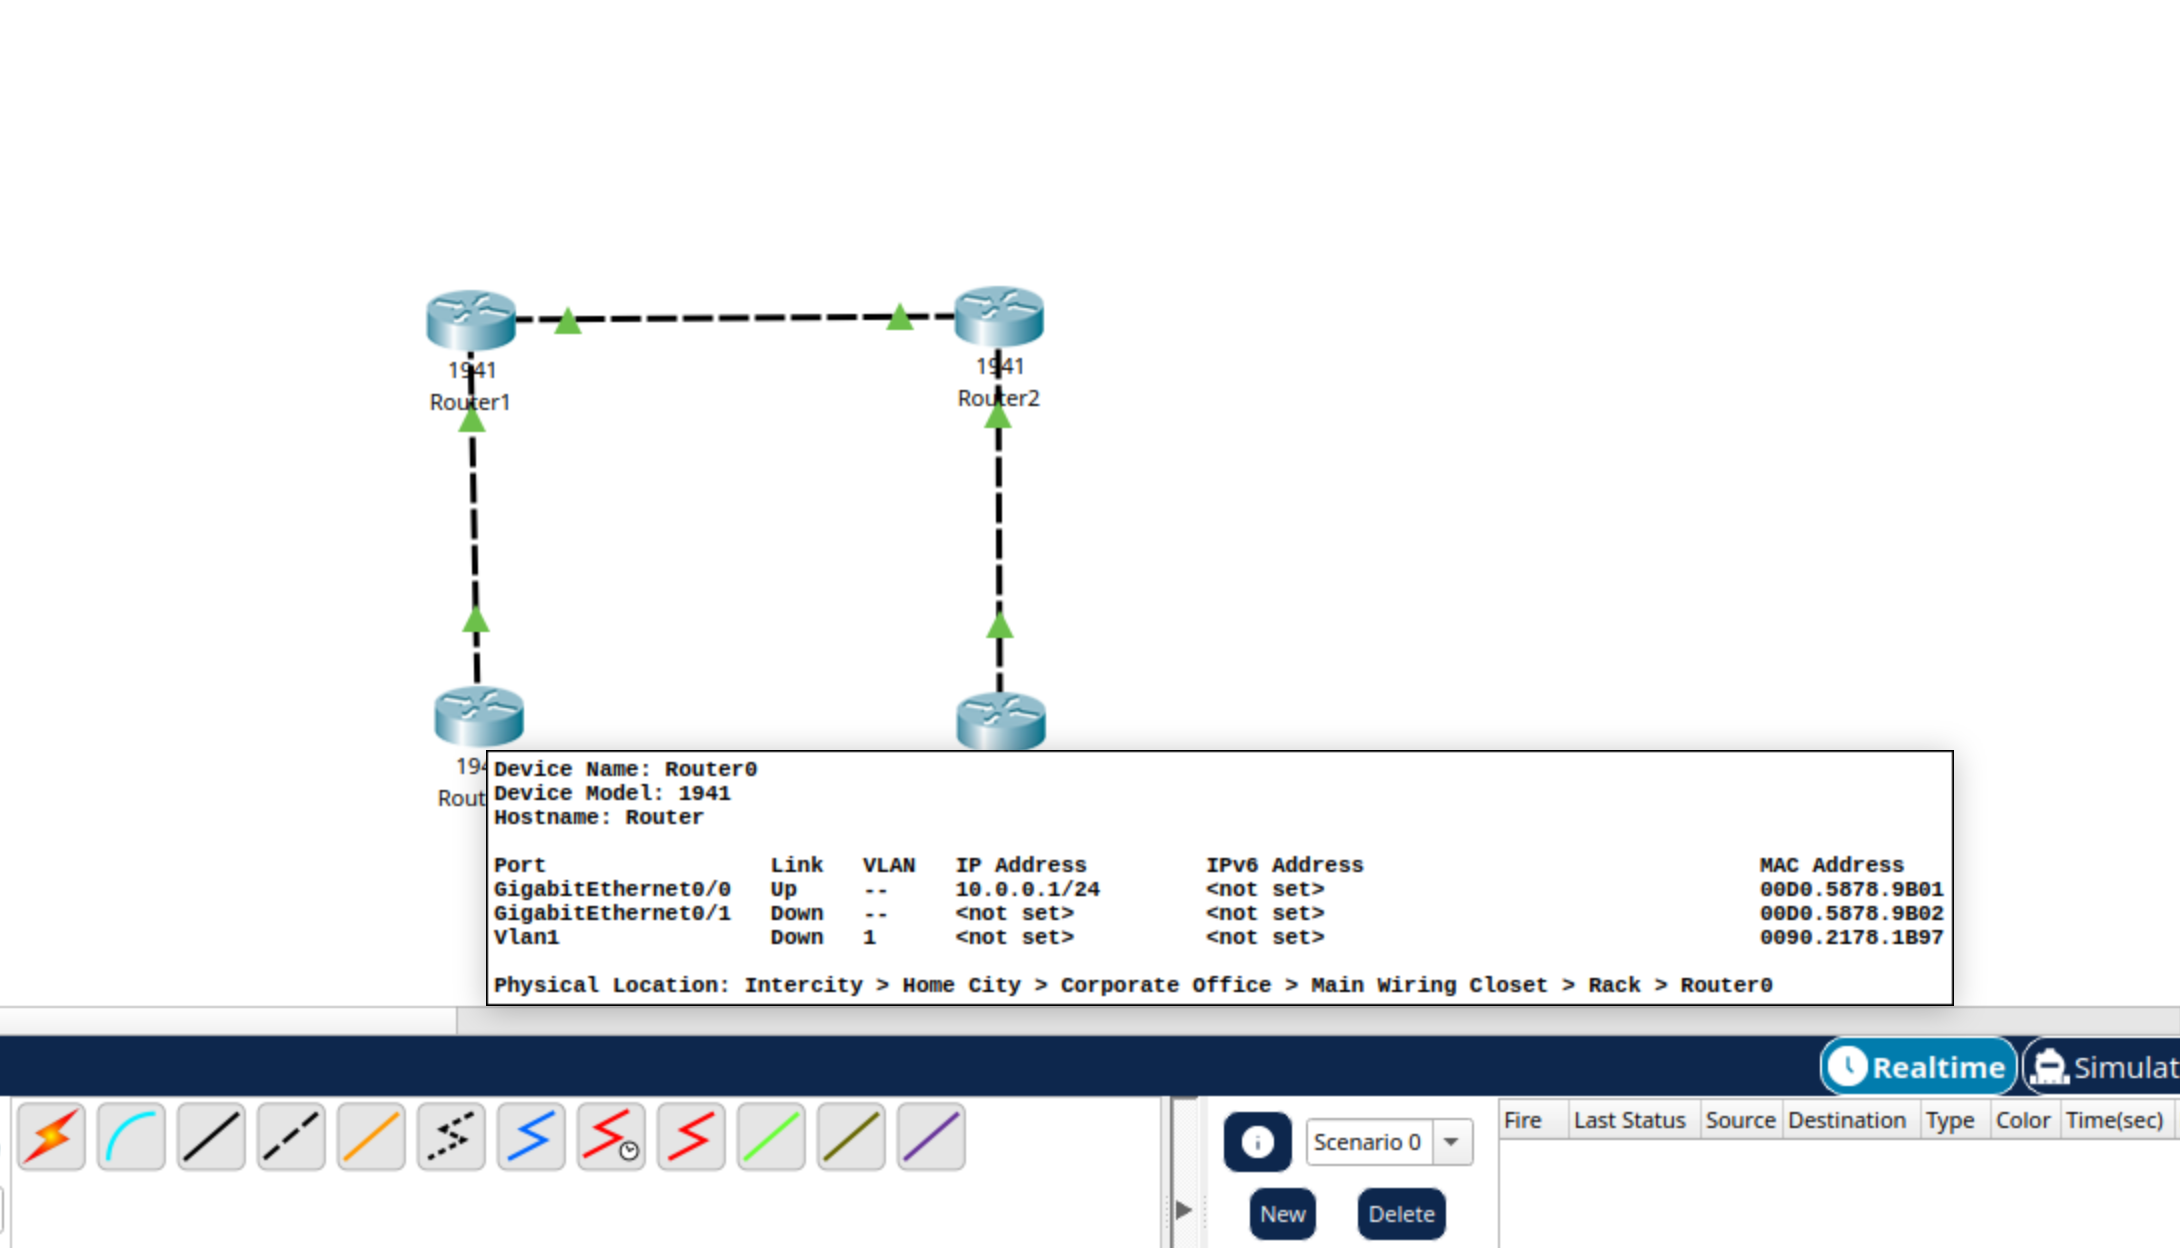 1941
Router1
1941
Router2
194
Rout
Device Name: Router0
Device Model: 1941
Hostname: Router
Port Link VLAN IP Address IPv6 Address MAC Address
GigabitEthernet0/0 Up -- 10.0.0.1/24 <not set> 00D0.5878.9B01
GigabitEthernet0/1 Down -- <not set> <not set> 00D0.5878.9B02
Vlan1 Down 1 <not set> <not set> 0090.2178.1B97
Physical Location: Intercity > Home City > Corporate Office > Main Wiring Closet > Rack > Router0
Realtime
Simulat
Scenario 0
New
Delete
Fire Last Status Source Destination Type Color Time(sec)